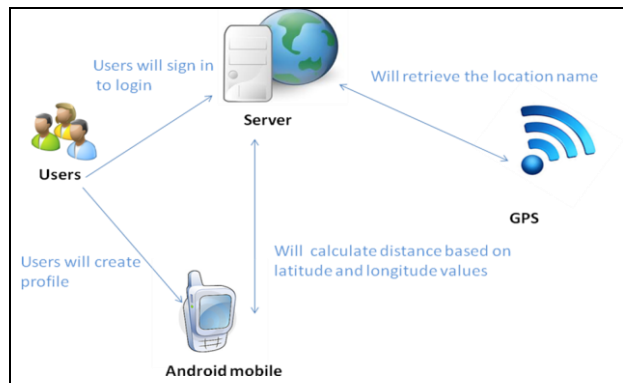 Users will sign in
to login
Will retrieve the location name
Server
Users
GPS
Users will create
profile
Will calculate distance based on
latitude and longitude values
Android mobile